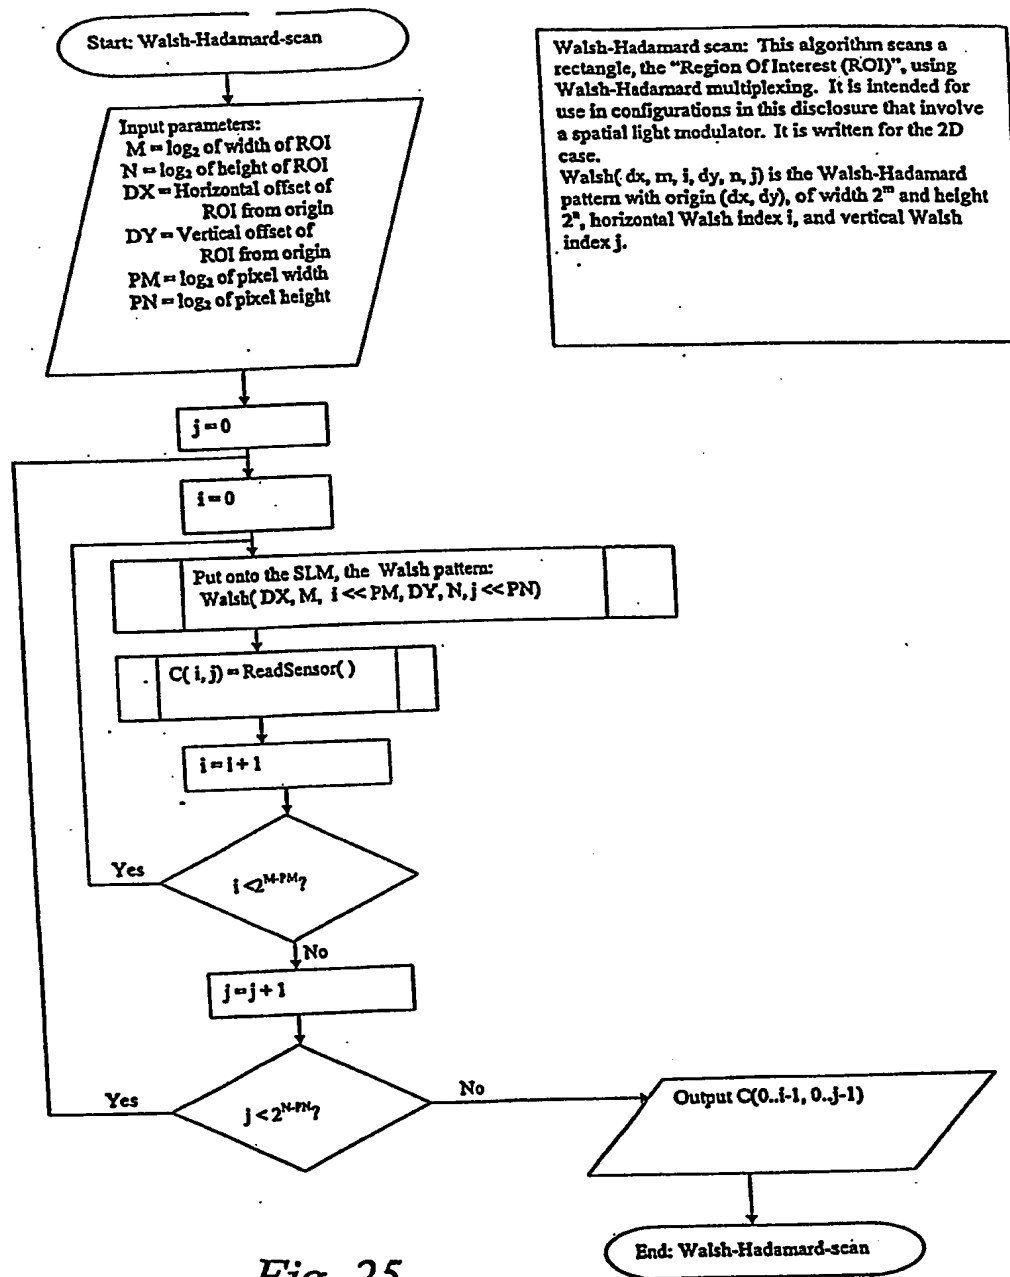 Start: Walsh-Hadamard-scan
Walsh-Hadamard scan: This algorithm scans a
rectangle, the "Region Of Interest (ROI)", using
Walsh-Hadamard multiplexing. It is intended for
use in configurations in this disclosure that involve
a spatial light modulator. It is written for the 2D
case.
Walsh( dx, m, i, dy, n, j) is the Walsh-Hadamard
pattern with origin (dx, dy), of width 2^m and height
2^n, horizontal Walsh index i, and vertical Walsh
index j.
Input parameters:
M = log₂ of width of ROI
N = log₂ of height of ROI
DX = Horizontal offset of
ROI from origin
DY = Vertical offset of
ROI from origin
PM = log₂ of pixel width
PN = log₂ of pixel height
j = 0
i = 0
Put onto the SLM, the Walsh pattern:
Walsh( DX, M, i << PM, DY, N, j << PN)
C( i, j) = ReadSensor( )
i = i + 1
Yes
i < 2^M-PM?
No
j = j + 1
Yes
j < 2^N-PN?
No
Output C(0..i-1, 0..j-1)
End: Walsh-Hadamard-scan
Fig. 25